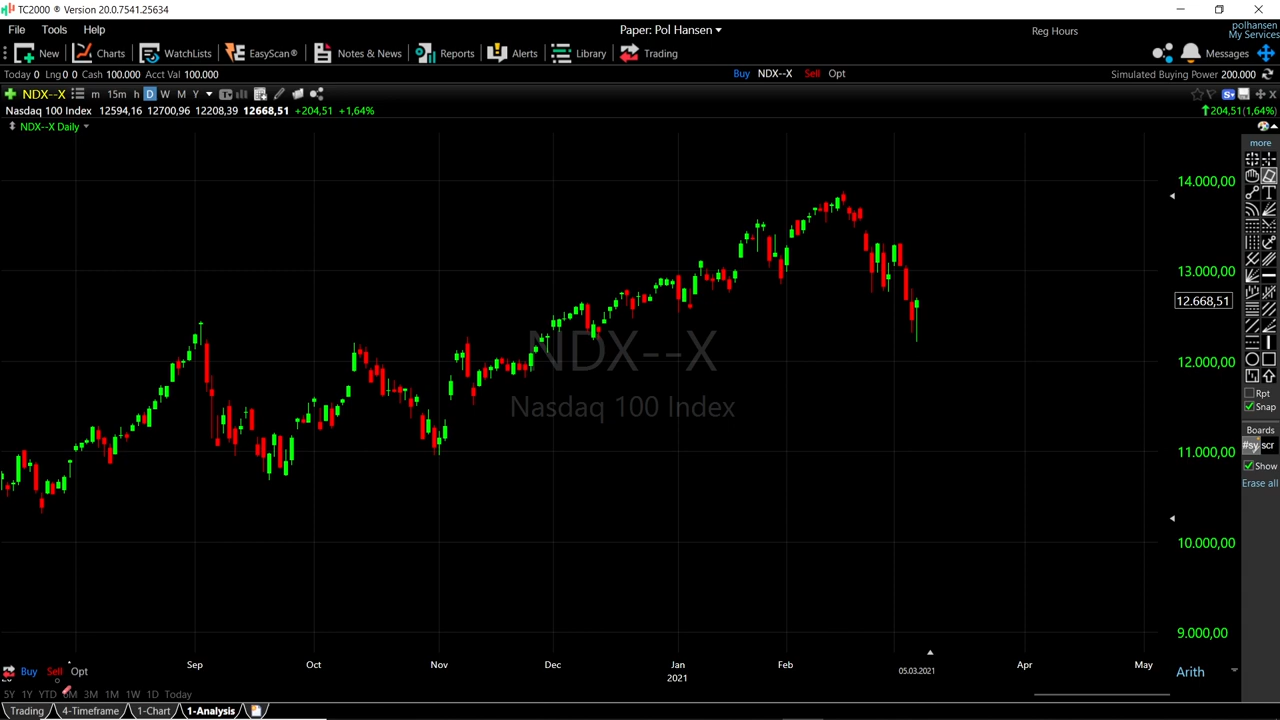 TC2000 ® Version 20.0.7541.25634
File Tools Help Paper: Pol Hansen Reg Hours polhansen
My Services
New Charts WatchLists EasyScan® Notes & News Reports Alerts Library Trading Messages
Today 0 Lng 0 0 Cash 100.000 Acct Val 100.000 Buy NDX--X Sell Opt Simulated Buying Power 200.000
NDX--X m 15m h D W M Y
Nasdaq 100 Index 12594,16 12700,96 12208,39 12668,51 +204,51 +1,64% 204,51(1,64%)
NDX--X Daily
more
14.000,00
13.000,00
12.668,51
NDX--X
12.000,00
Nasdaq 100 Index
Rpt
Snap
Boards
#sy scr
11.000,00
Show
Erase all
10.000,00
9.000,00
Sep Oct Nov Dec Jan Feb Apr May
2021
05.03.2021
Buy Sell Opt Arith
5Y 1Y YTD 6M 3M 1M 1W 1D Today
Trading 4-Timeframe 1-Chart 1-Analysis